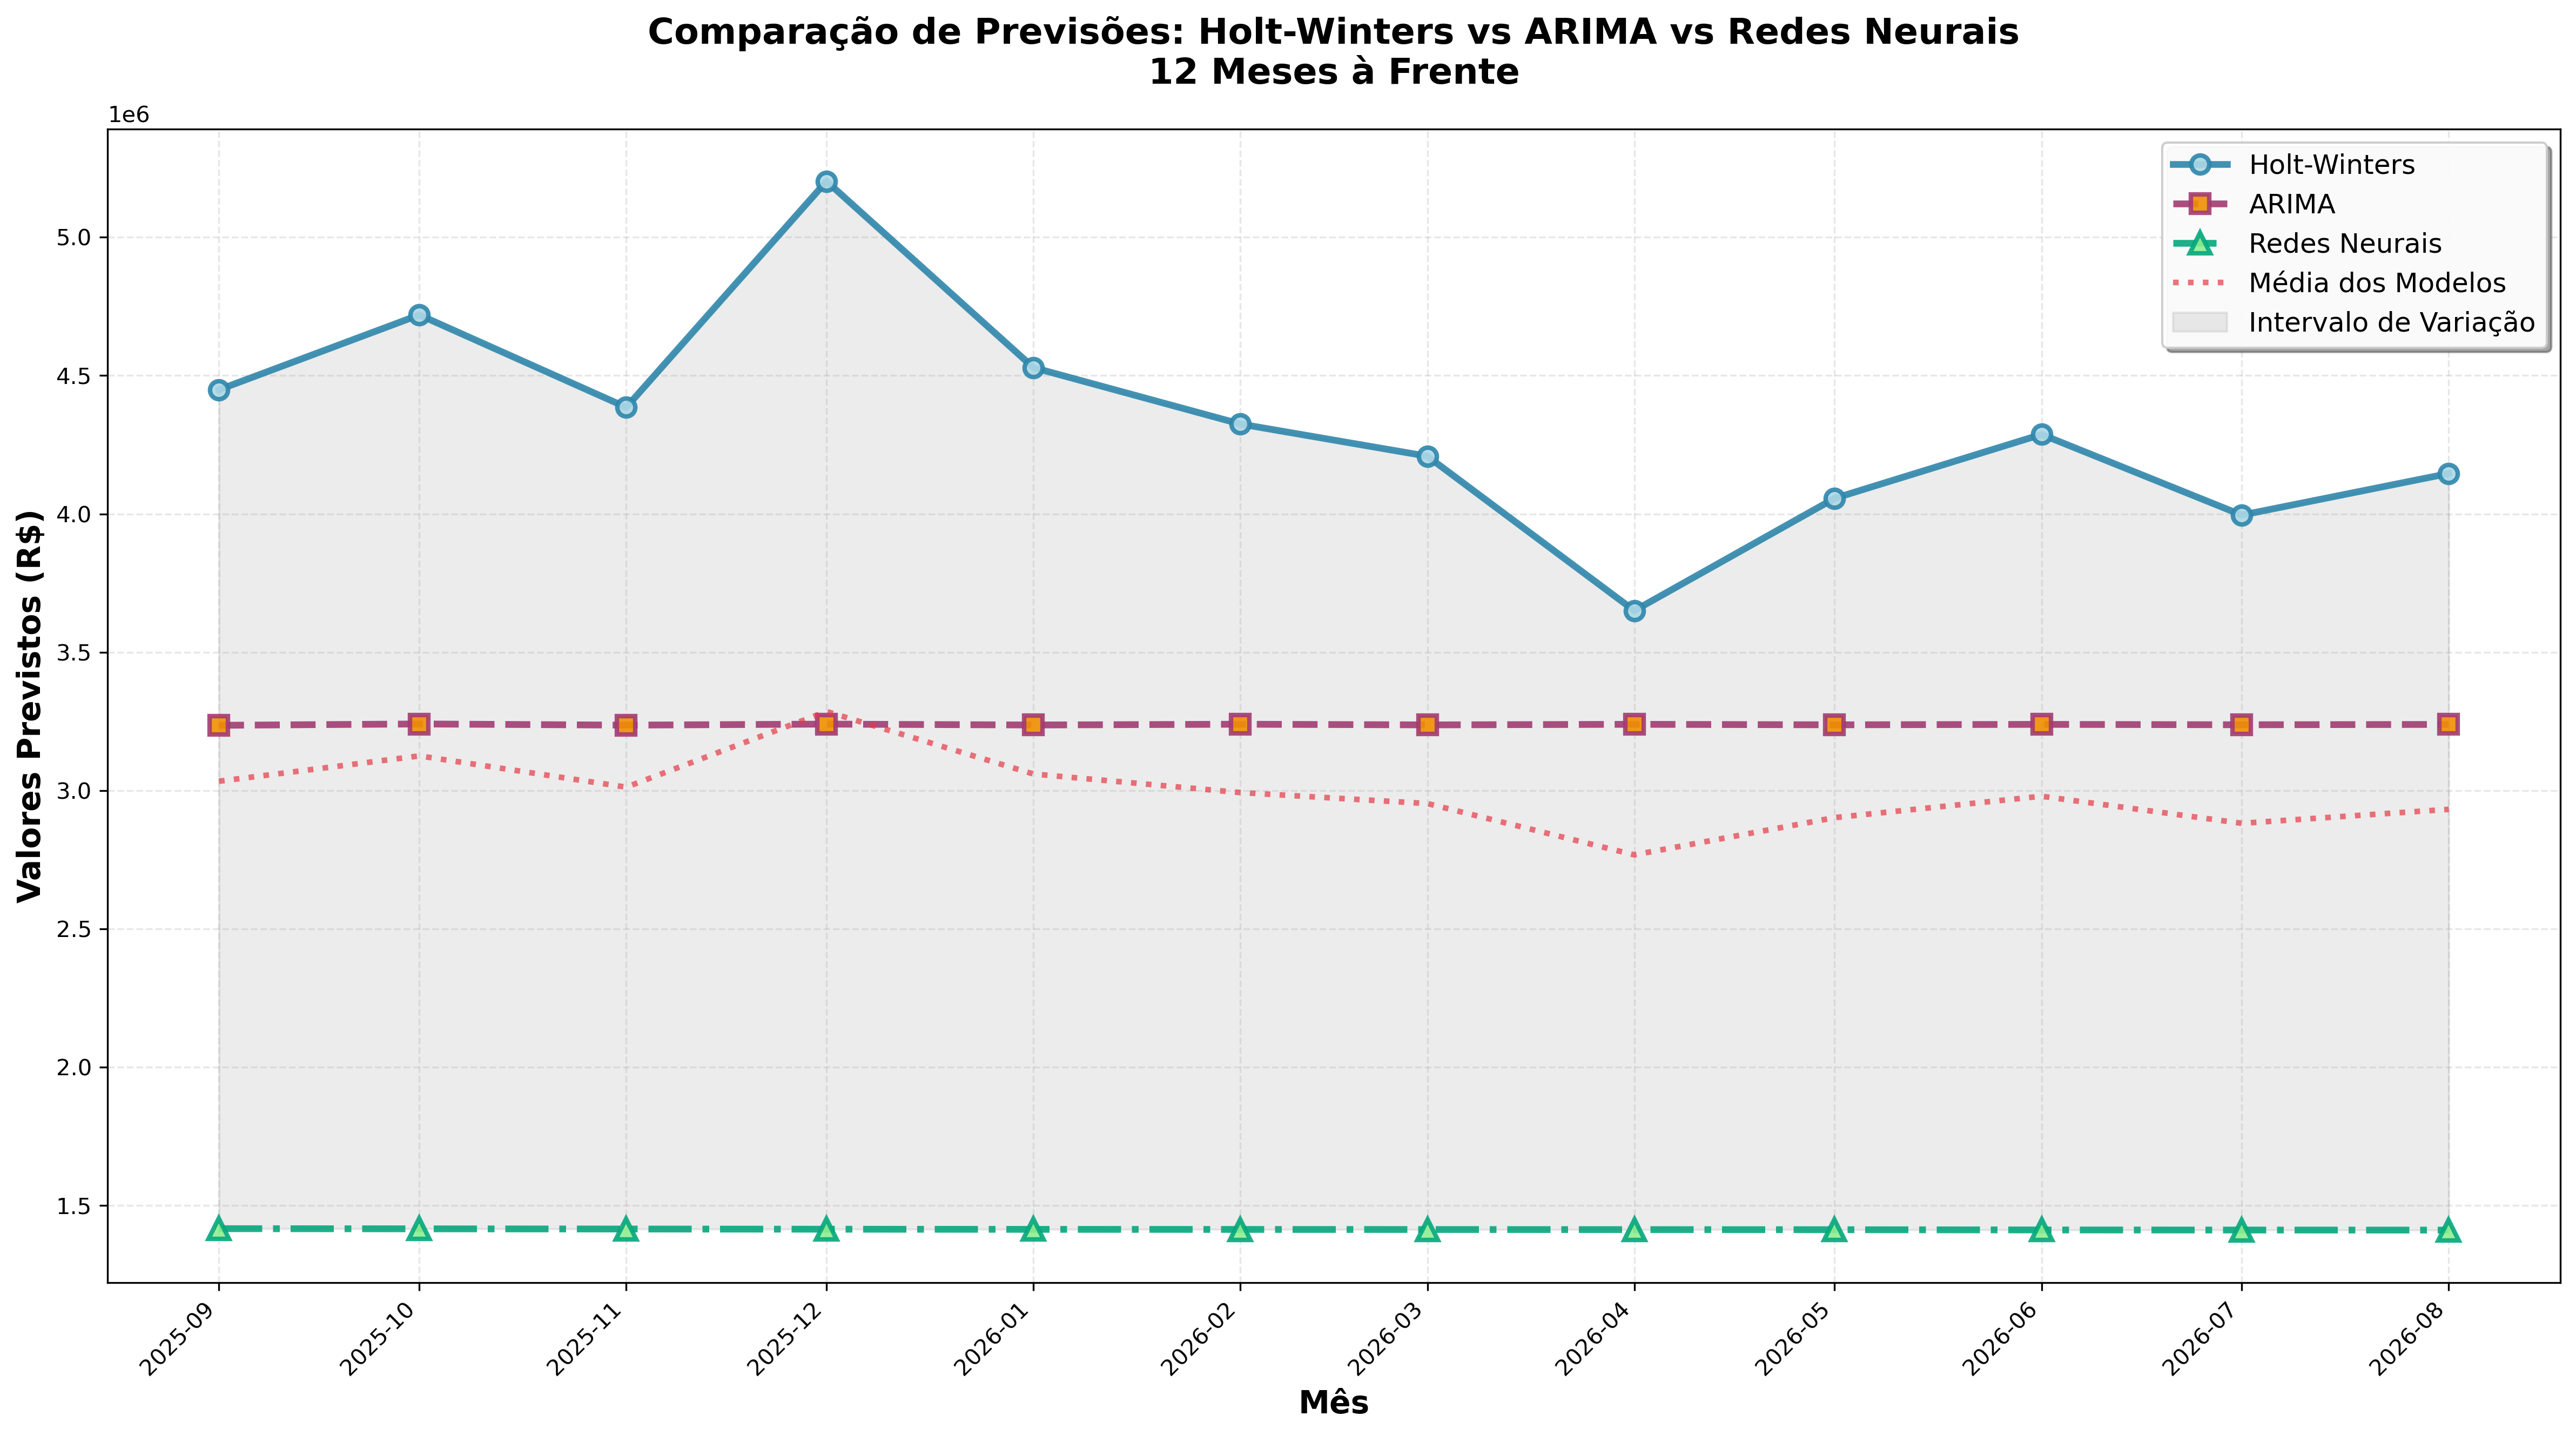 Comparação de Previsões: Holt-Winters vs ARIMA vs Redes Neurais
12 Meses à Frente
1e6
Holt-Winters
ARIMA
Redes Neurais
Média dos Modelos
Intervalo de Variação
Valores Previstos (R$)
5.0
4.5
4.0
3.5
3.0
2.5
2.0
1.5
2025-09
2025-10
2025-11
2025-12
2026-01
2026-02
2026-03
2026-04
2026-05
2026-06
2026-07
2026-08
Mês